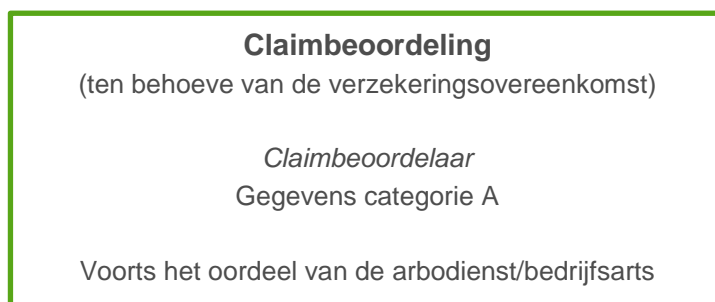 Claimbeoordeling
(ten behoeve van de verzekeringsovereenkomst)
Claimbeoordelaar
Gegevens categorie A
Voorts het oordeel van de arbodienst/bedrijfsarts